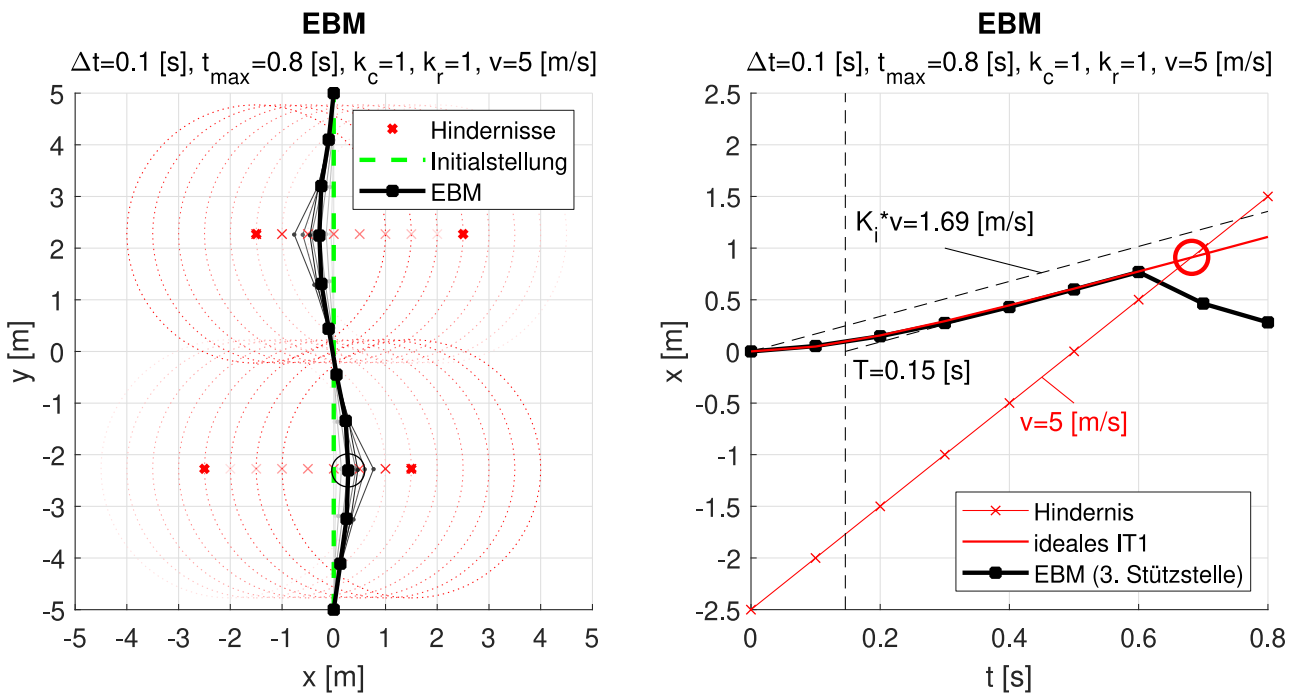 EBM
Δt=0.1 [s], t_max=0.8 [s], k_c=1, k_r=1, v=5 [m/s]
5
4
3
2
1
0
-1
-2
-3
-4
-5
y [m]
Hindernisse
Initialstellung
EBM
-5 -4 -3 -2 -1 0 1 2 3 4 5
x [m]
EBM
Δt=0.1 [s], t_max=0.8 [s], k_c=1, k_r=1, v=5 [m/s]
2.5
2
1.5
1
0.5
0
-0.5
-1
-1.5
-2
-2.5
x [m]
K_i*v=1.69 [m/s]
T=0.15 [s]
v=5 [m/s]
Hindernis
ideales IT1
EBM (3. Stützstelle)
0 0.2 0.4 0.6 0.8
t [s]